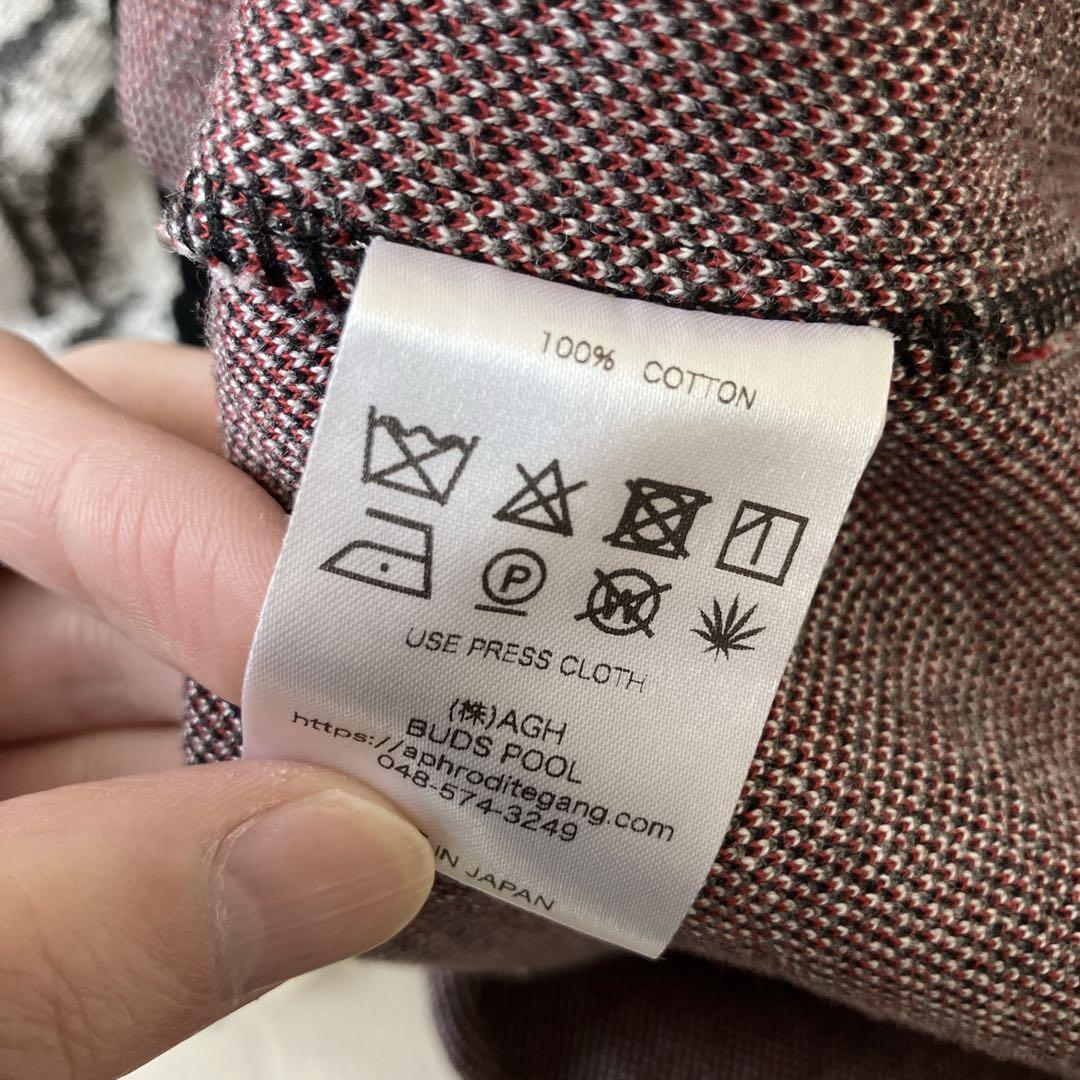 100% COTTON
P
W
USE PRESS CLOTH
(株)AGH
BUDS POOL
https://aphroditegang.com
048-574-3249
IN JAPAN